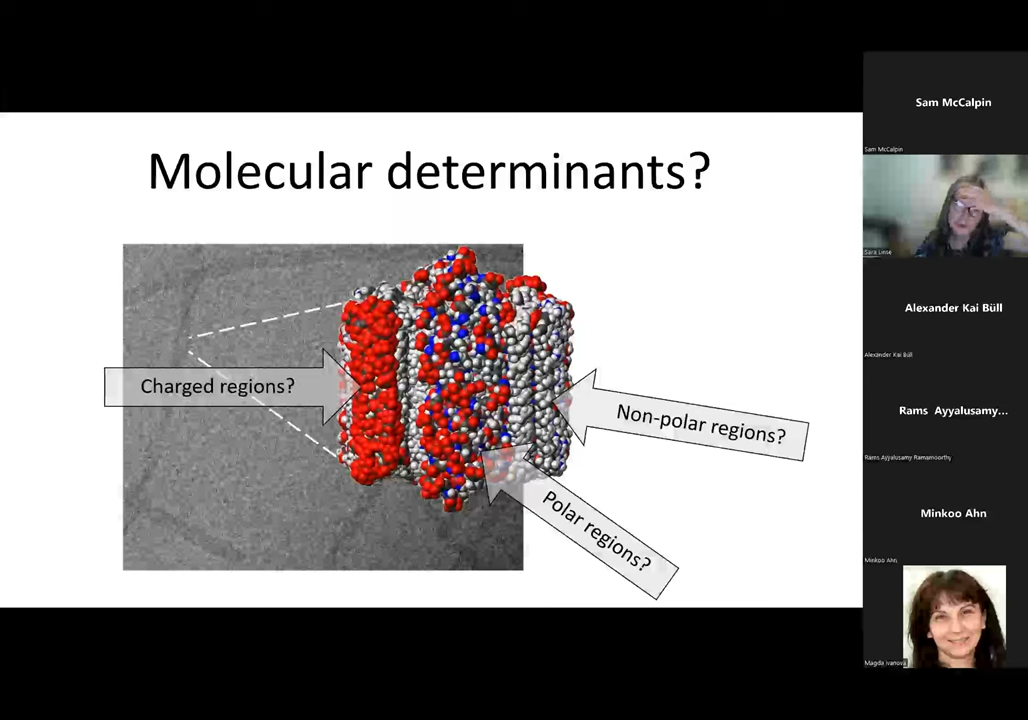 Molecular determinants?
Charged regions?
Non-polar regions?
Polar regions?
Sam McCalpin
Sam McCalpin
Sara Linse
Alexander Kai Büll
Alexander Kai Büll
Rams Ayyalusamy...
Rams Ayyalusamy Ramamoorthy
Minkoo Ahn
Minkoo Ahn
Magda Ivanova